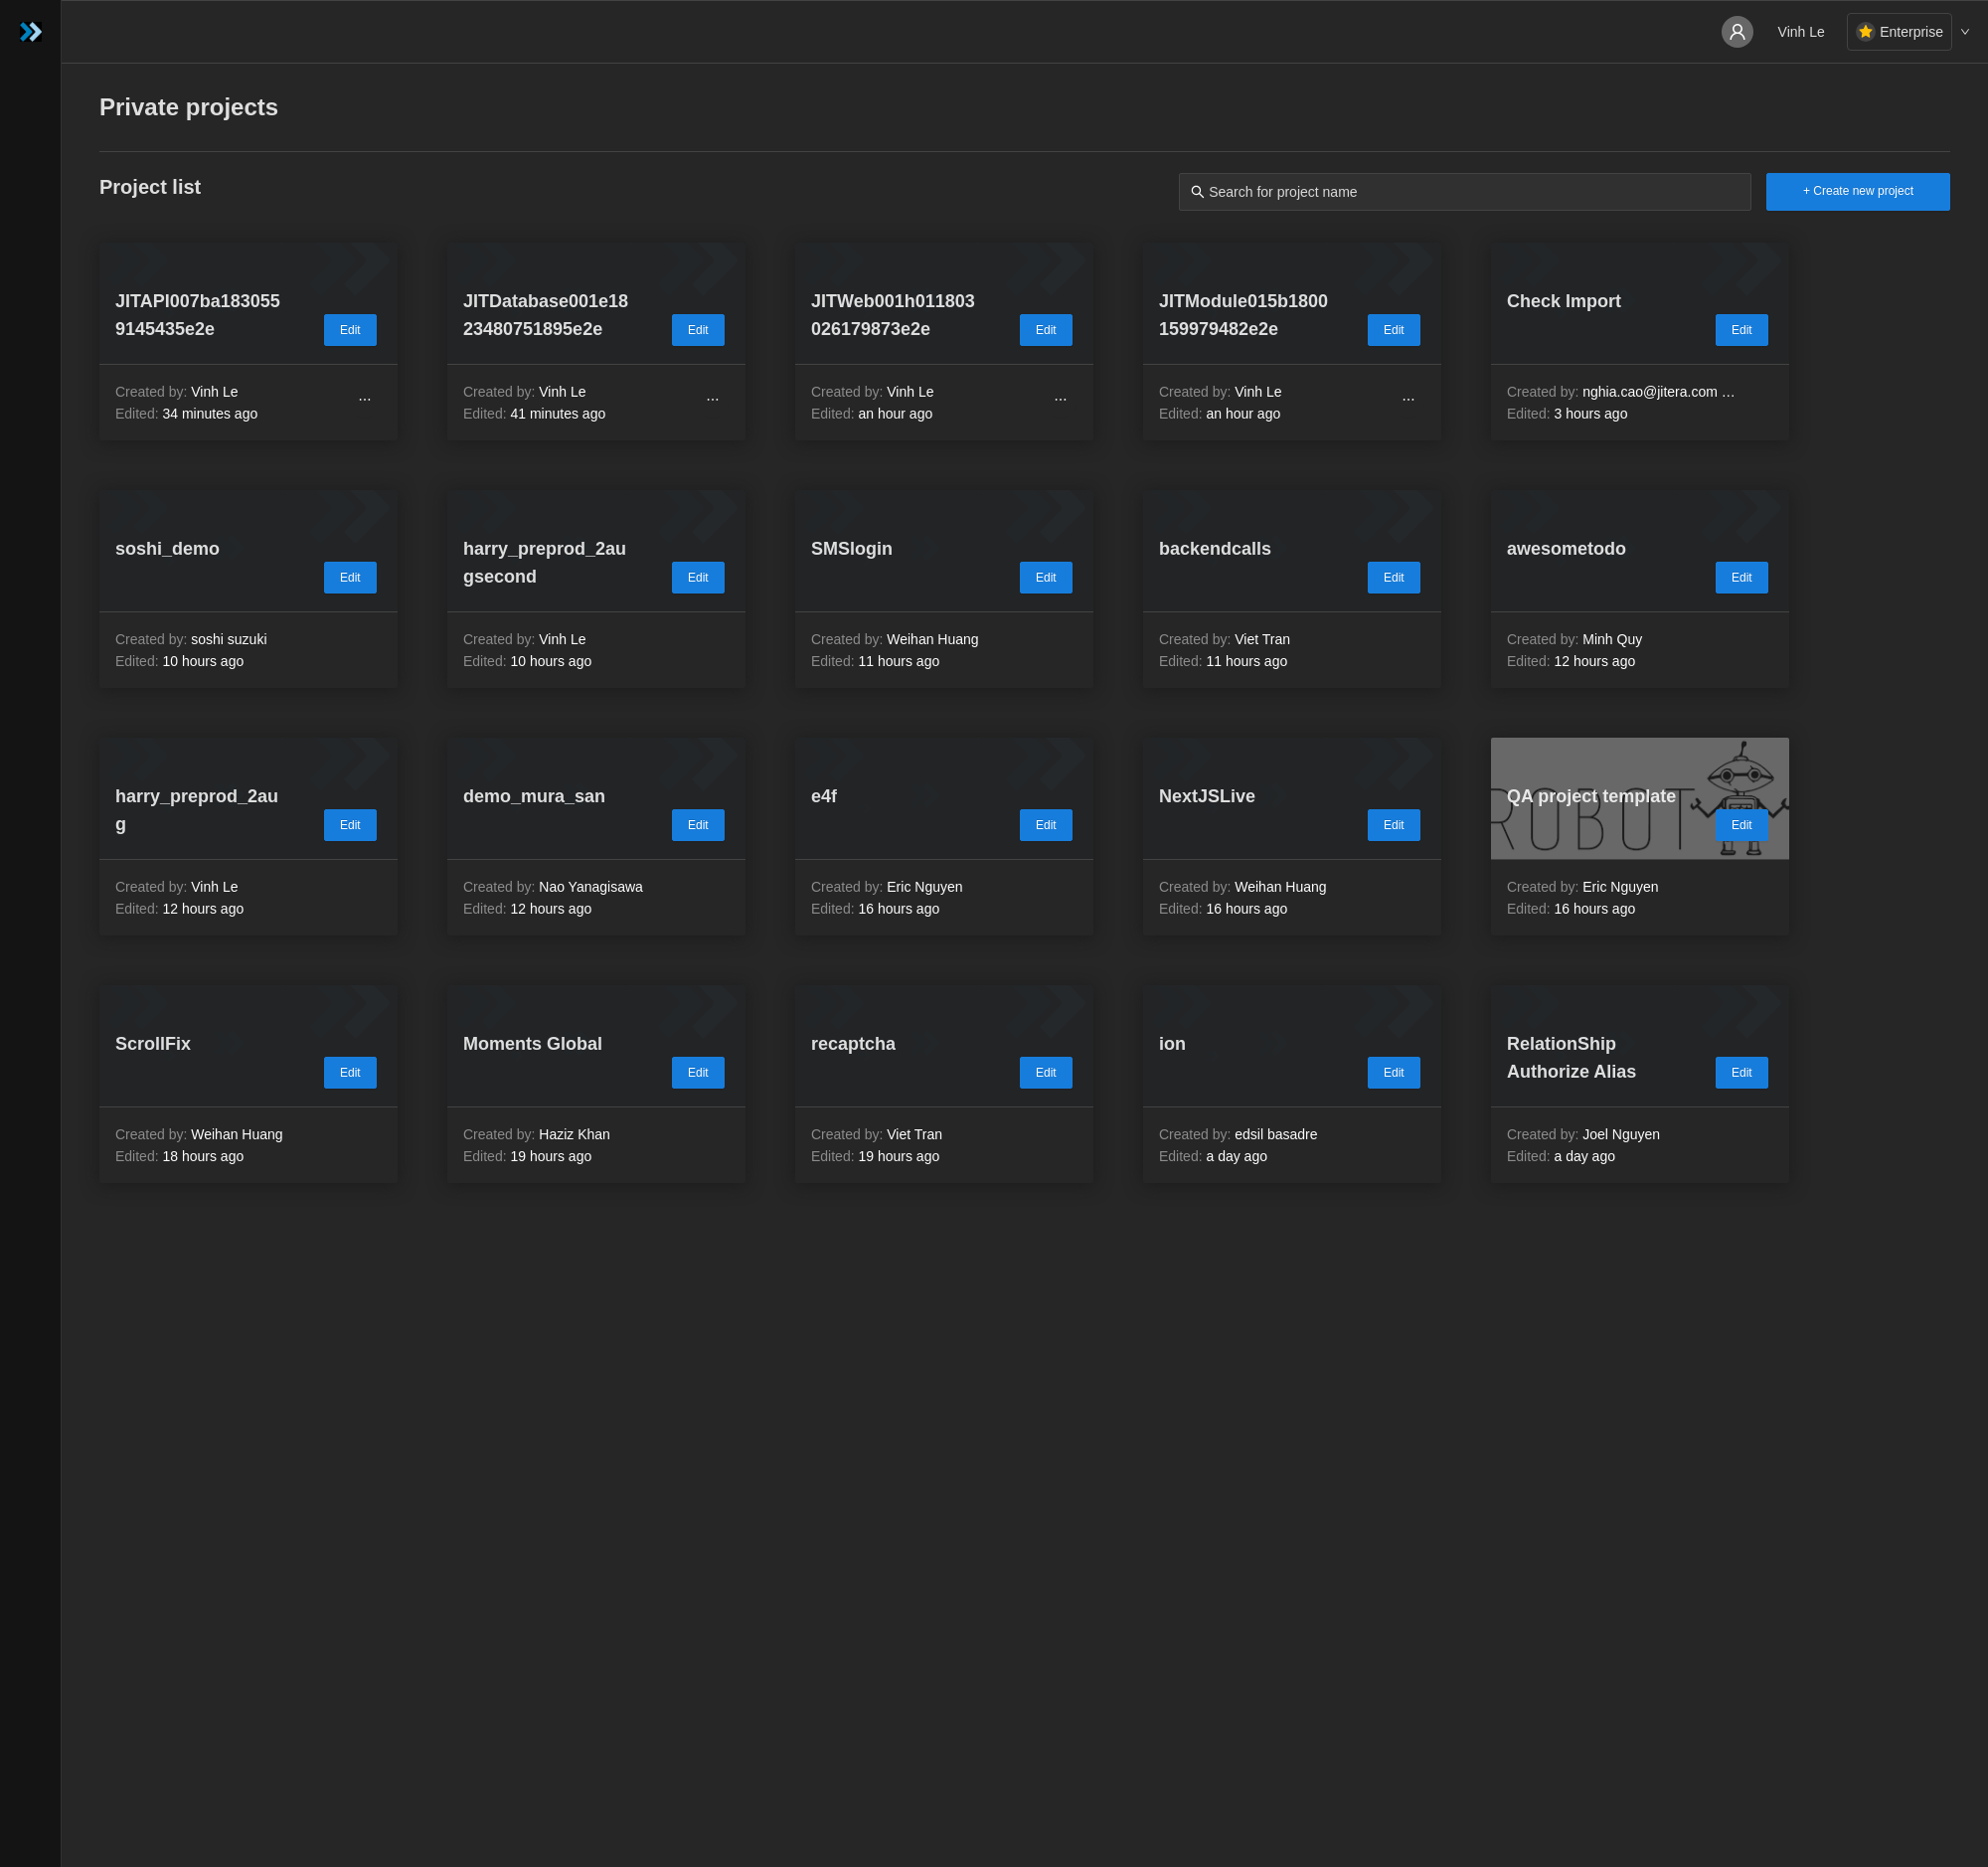 Vinh Le
Enterprise
Private projects
Project list
Search for project name
+ Create new project
JITAPI007ba183055
9145435e2e
Edit
Created by: Vinh Le
...
Edited: 34 minutes ago
JITDatabase001e18
23480751895e2e
Edit
Created by: Vinh Le
...
Edited: 41 minutes ago
JITWeb001h011803
026179873e2e
Edit
Created by: Vinh Le
...
Edited: an hour ago
JITModule015b1800
159979482e2e
Edit
Created by: Vinh Le
...
Edited: an hour ago
Check Import
Edit
Created by: nghia.cao@jitera.com …
Edited: 3 hours ago
soshi_demo
Edit
Created by: soshi suzuki
Edited: 10 hours ago
harry_preprod_2au
gsecond
Edit
Created by: Vinh Le
Edited: 10 hours ago
SMSlogin
Edit
Created by: Weihan Huang
Edited: 11 hours ago
backendcalls
Edit
Created by: Viet Tran
Edited: 11 hours ago
awesometodo
Edit
Created by: Minh Quy
Edited: 12 hours ago
harry_preprod_2au
g
Edit
Created by: Vinh Le
Edited: 12 hours ago
demo_mura_san
Edit
Created by: Nao Yanagisawa
Edited: 12 hours ago
e4f
Edit
Created by: Eric Nguyen
Edited: 16 hours ago
NextJSLive
Edit
Created by: Weihan Huang
Edited: 16 hours ago
QA project template
ROBOT
Edit
Created by: Eric Nguyen
Edited: 16 hours ago
ScrollFix
Edit
Created by: Weihan Huang
Edited: 18 hours ago
Moments Global
Edit
Created by: Haziz Khan
Edited: 19 hours ago
recaptcha
Edit
Created by: Viet Tran
Edited: 19 hours ago
ion
Edit
Created by: edsil basadre
Edited: a day ago
RelationShip
Authorize Alias
Edit
Created by: Joel Nguyen
Edited: a day ago